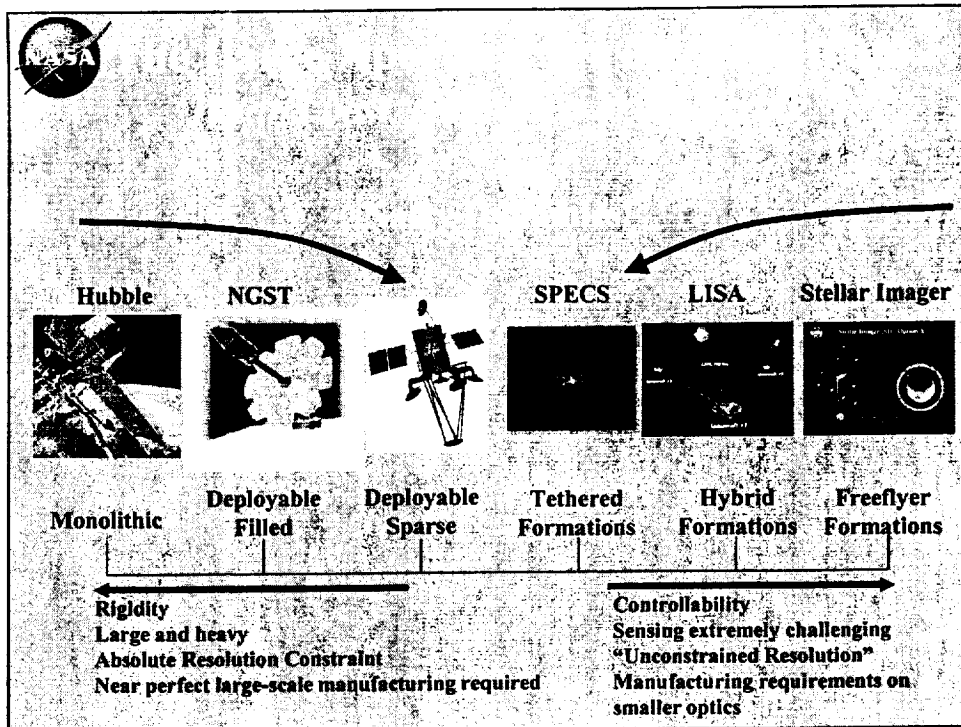 NASA
Hubble
NGST
SPECS
LISA
Stellar Imager
Monolithic
Deployable
Filled
Deployable
Sparse
Tethered
Formations
Hybrid
Formations
Freeflyer
Formations
Rigidity
Large and heavy
Absolute Resolution Constraint
Near perfect large-scale manufacturing required
Controllability
Sensing extremely challenging
“Unconstrained Resolution”
Manufacturing requirements on
smaller optics